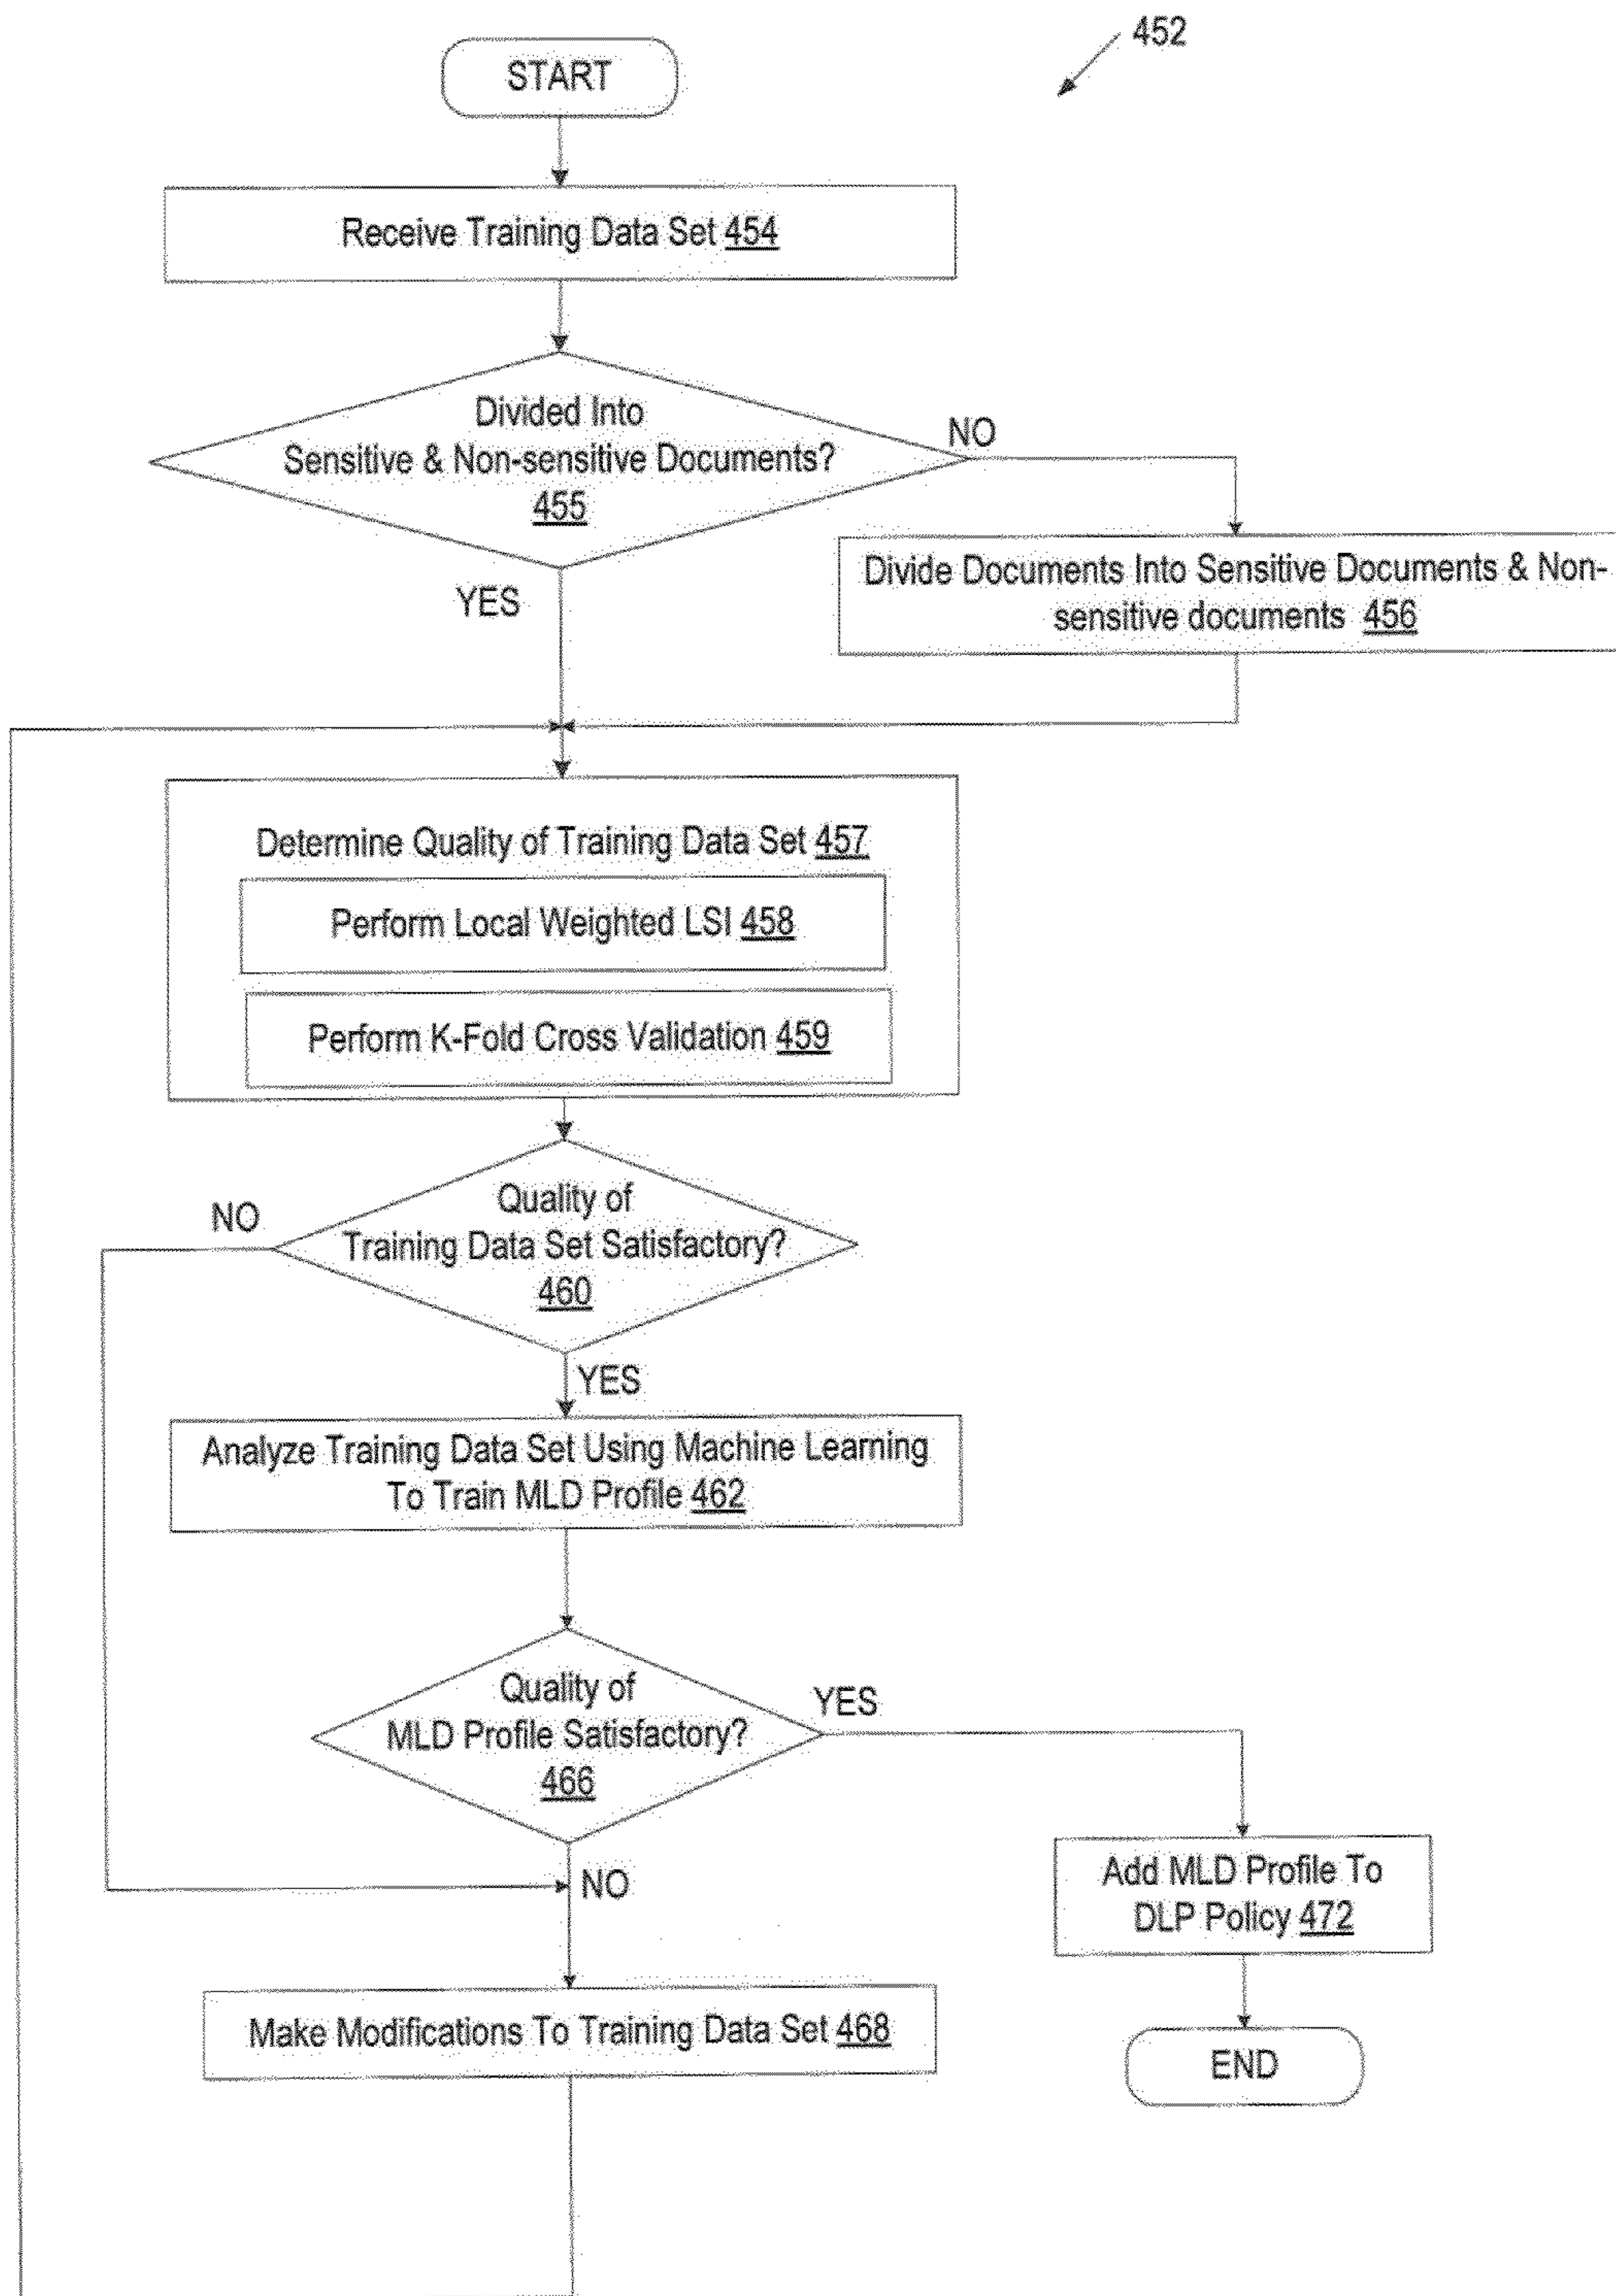 452
START
Receive Training Data Set 454
Divided Into
Sensitive & Non-sensitive Documents?
455
NO
YES
Divide Documents Into Sensitive Documents & Non-
sensitive documents 456
Determine Quality of Training Data Set 457
Perform Local Weighted LSI 458
Perform K-Fold Cross Validation 459
Quality of
Training Data Set Satisfactory?
460
NO
YES
Analyze Training Data Set Using Machine Learning
To Train MLD Profile 462
Quality of
MLD Profile Satisfactory?
466
YES
NO
Add MLD Profile To
DLP Policy 472
Make Modifications To Training Data Set 468
END